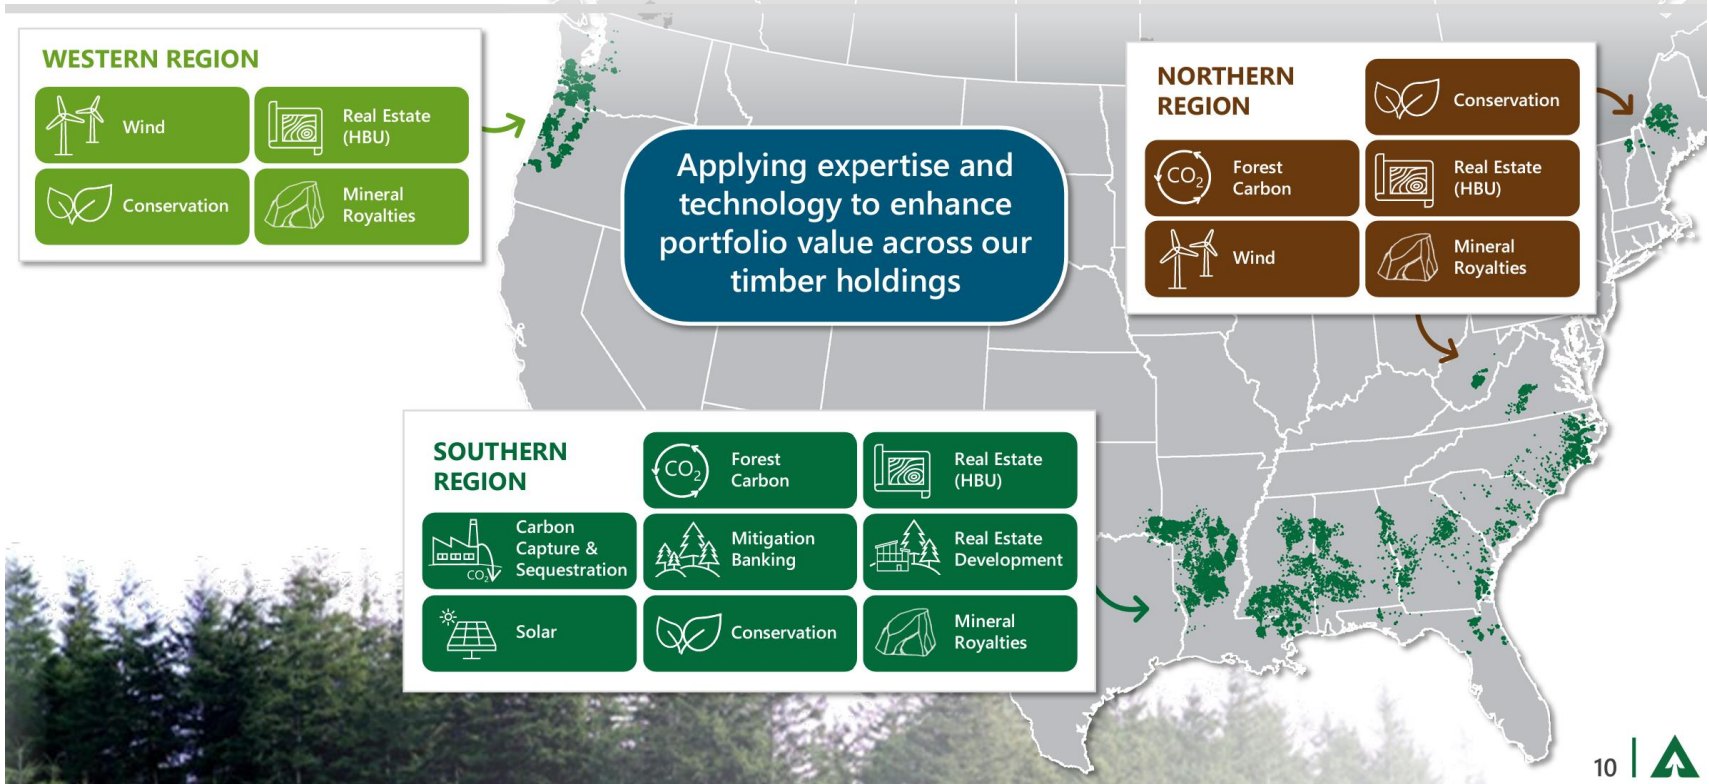 WESTERN REGION
Wind
Real Estate
(HBU)
Conservation
Mineral
Royalties
Applying expertise and
technology to enhance
portfolio value across our
timber holdings
NORTHERN
REGION
Conservation
CO2
Forest
Carbon
Real Estate
(HBU)
Wind
Mineral
Royalties
SOUTHERN
REGION
CO2
Forest
Carbon
Real Estate
(HBU)
CO2
Carbon
Capture &
Sequestration
Mitigation
Banking
Real Estate
Development
Solar
Conservation
Mineral
Royalties
10